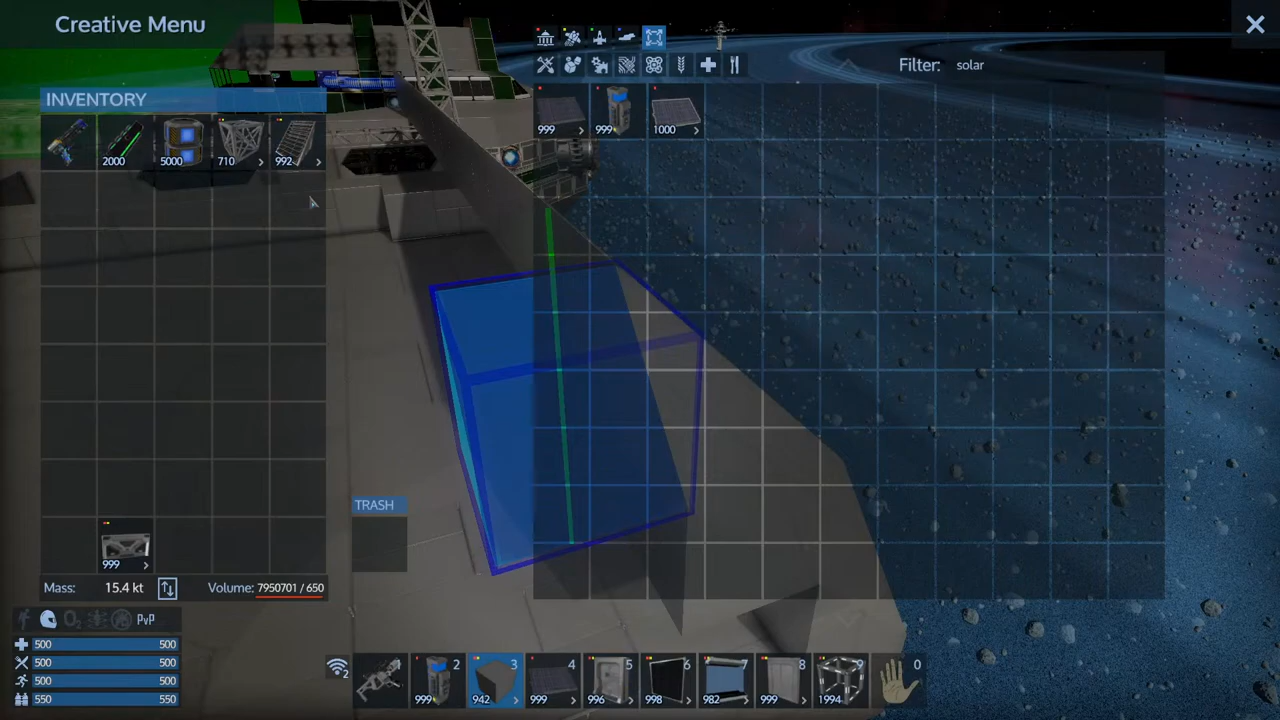 Creative Menu
Filter: solar
INVENTORY
2000 5000 710 992
999 999 1000
TRASH
999
Mass: 15.4 kt Volume: 7950701 / 650
PvP
500 500
500 500
500 500
550 550
2
1 2 3 4 5 6 7 8 9 0
999 942 999 996 998 982 999 1994